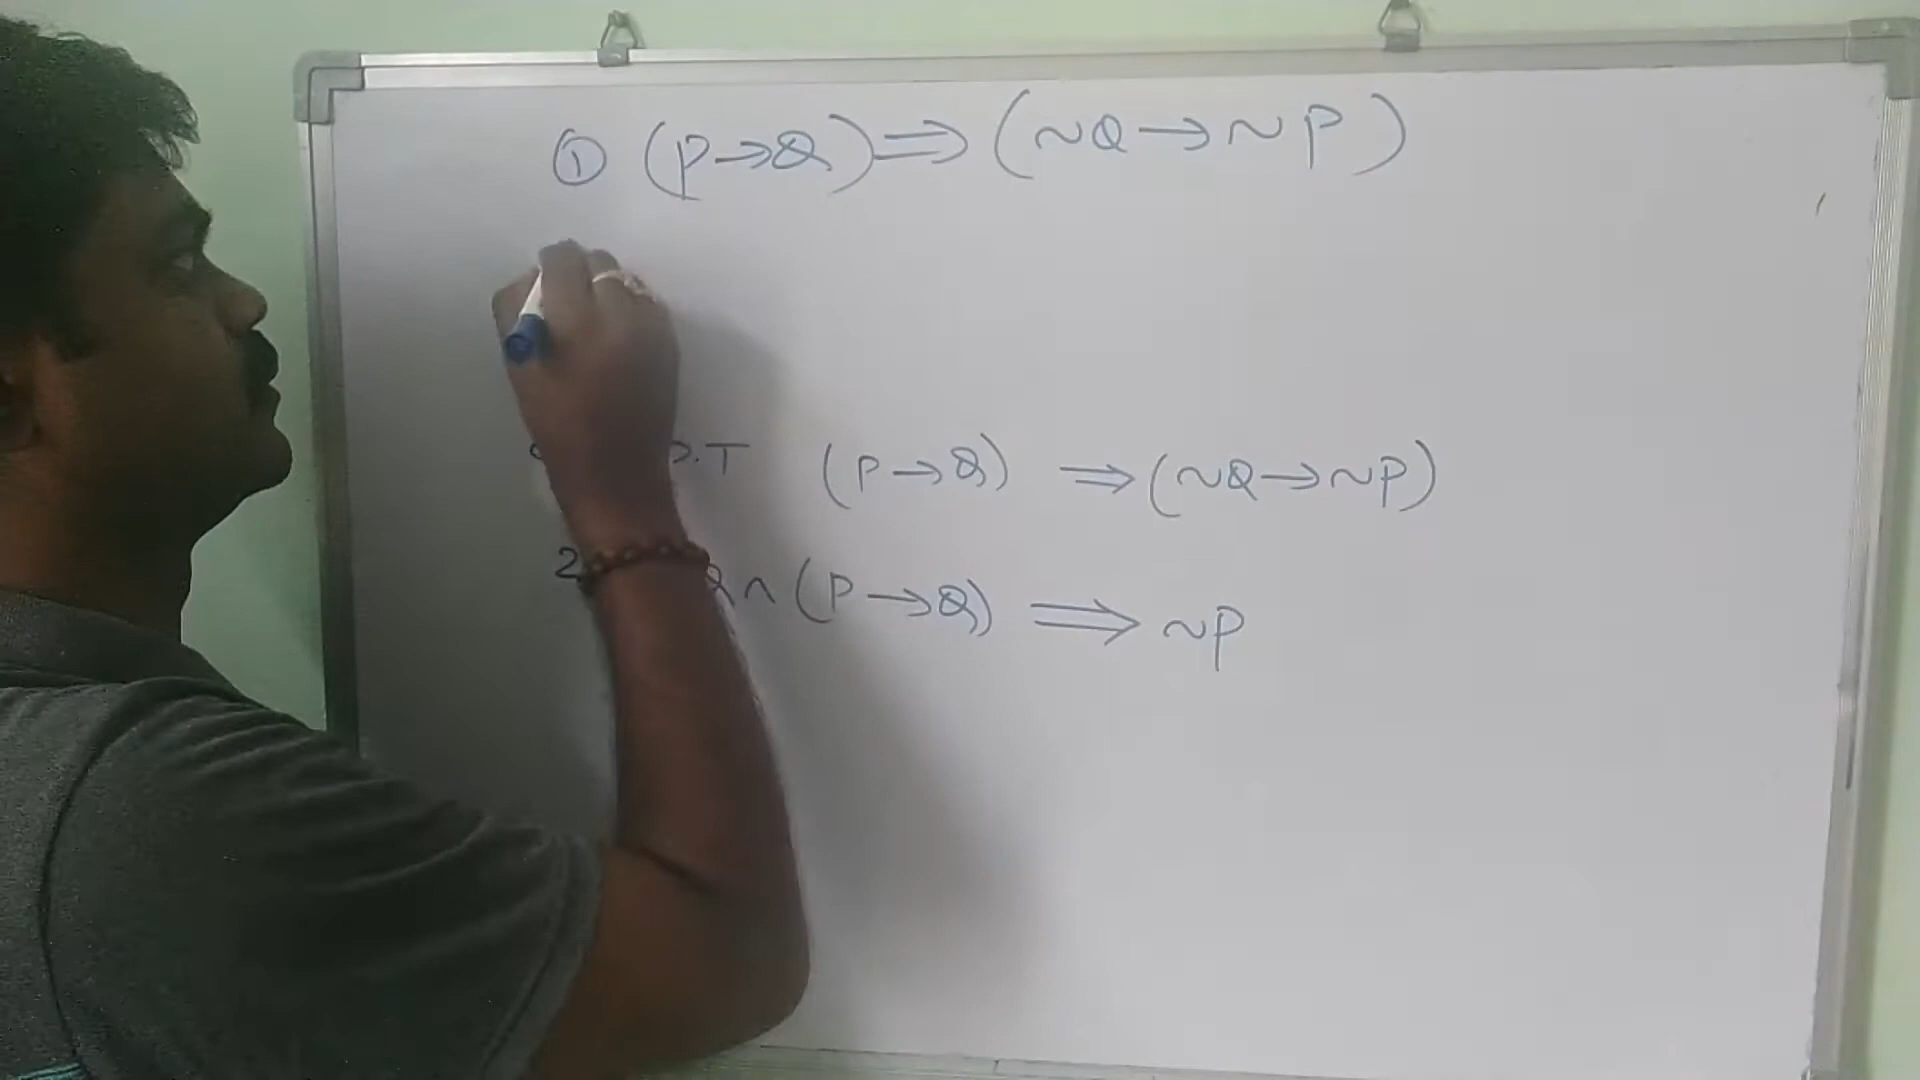 ① (P→Q)⇒(~Q→~P)
P.T (P→Q) ⇒(~Q→~P)
2 Q∧(P→Q) ⇒ ~P